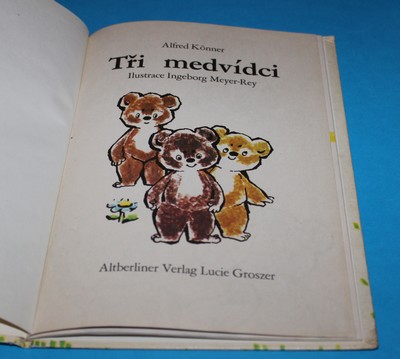 Alfred Könner
Tři medvídci
Ilustrace Ingeborg Meyer-Rey
Altberliner Verlag Lucie Groszer